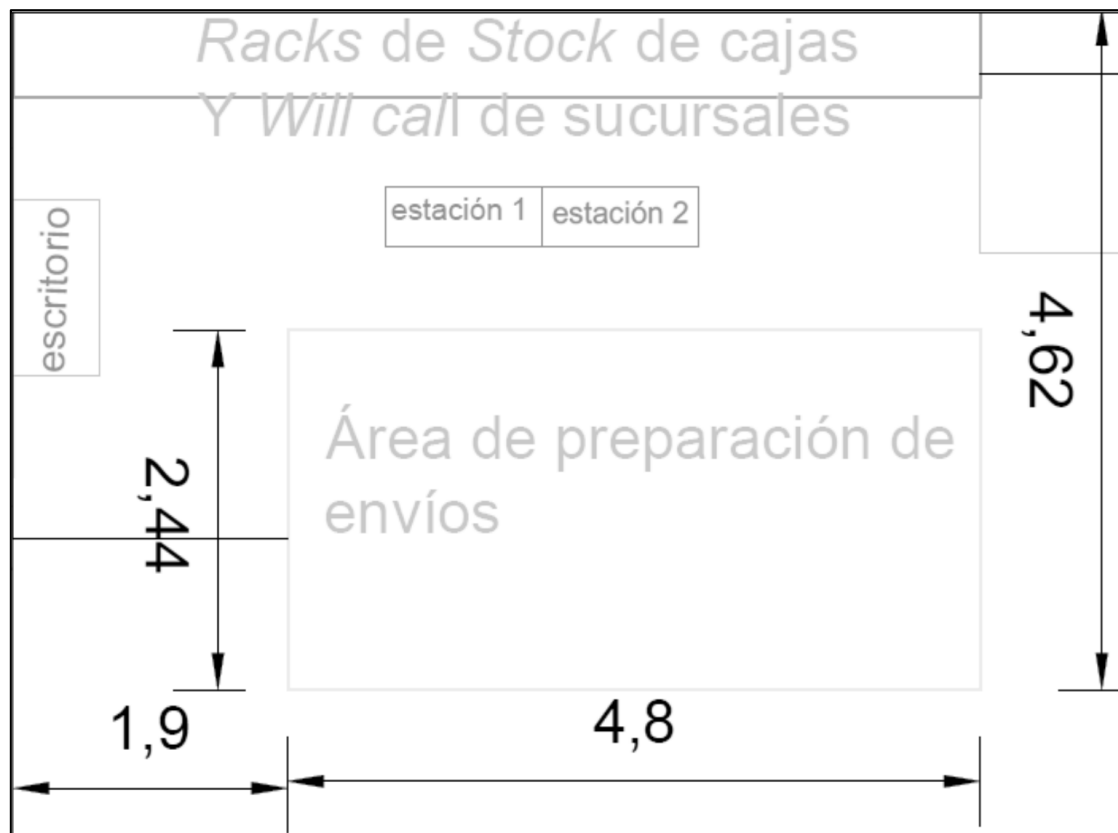 Racks de Stock de cajas
Y Will call de sucursales
estación 1
estación 2
escritorio
4,62
2,44
Área de preparación de
envíos
1,9
4,8